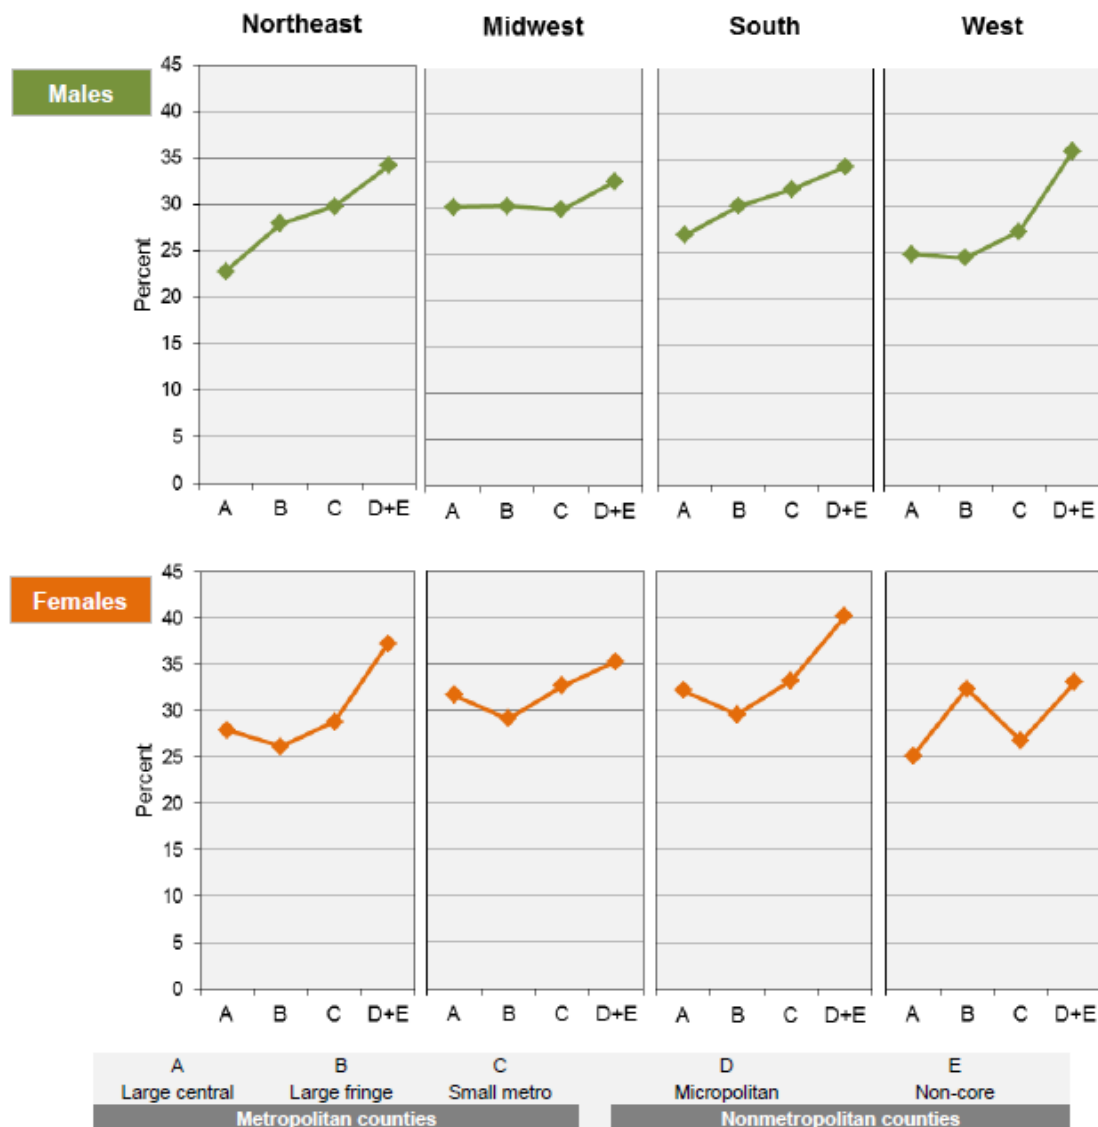 Northeast Midwest South West
Males
45
40
35
30
25
20
15
10
5
0
Percent
A B C D+E A B C D+E A B C D+E A B C D+E
Females
45
40
35
30
25
20
15
10
5
0
Percent
A B C D+E A B C D+E A B C D+E A B C D+E
A B C D E
Large central Large fringe Small metro Micropolitan Non-core
Metropolitan counties Nonmetropolitan counties